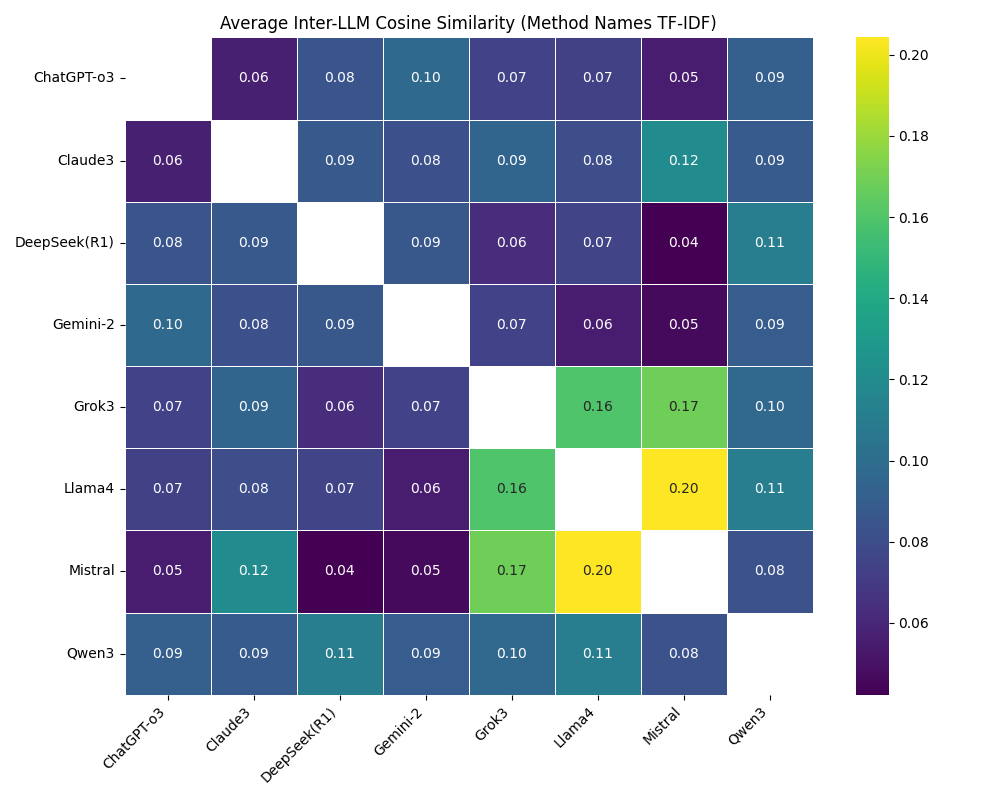 Average Inter-LLM Cosine Similarity (Method Names TF-IDF)
ChatGPT-o3 0.06 0.08 0.10 0.07 0.07 0.05 0.09
Claude3 0.06 0.09 0.08 0.09 0.08 0.12 0.09
DeepSeek(R1) 0.08 0.09 0.09 0.06 0.07 0.04 0.11
Gemini-2 0.10 0.08 0.09 0.07 0.06 0.05 0.09
Grok3 0.07 0.09 0.06 0.07 0.16 0.17 0.10
Llama4 0.07 0.08 0.07 0.06 0.16 0.20 0.11
Mistral 0.05 0.12 0.04 0.05 0.17 0.20 0.08
Qwen3 0.09 0.09 0.11 0.09 0.10 0.11 0.08
ChatGPT-o3 Claude3 DeepSeek(R1) Gemini-2 Grok3 Llama4 Mistral Qwen3
0.20
0.18
0.16
0.14
0.12
0.10
0.08
0.06